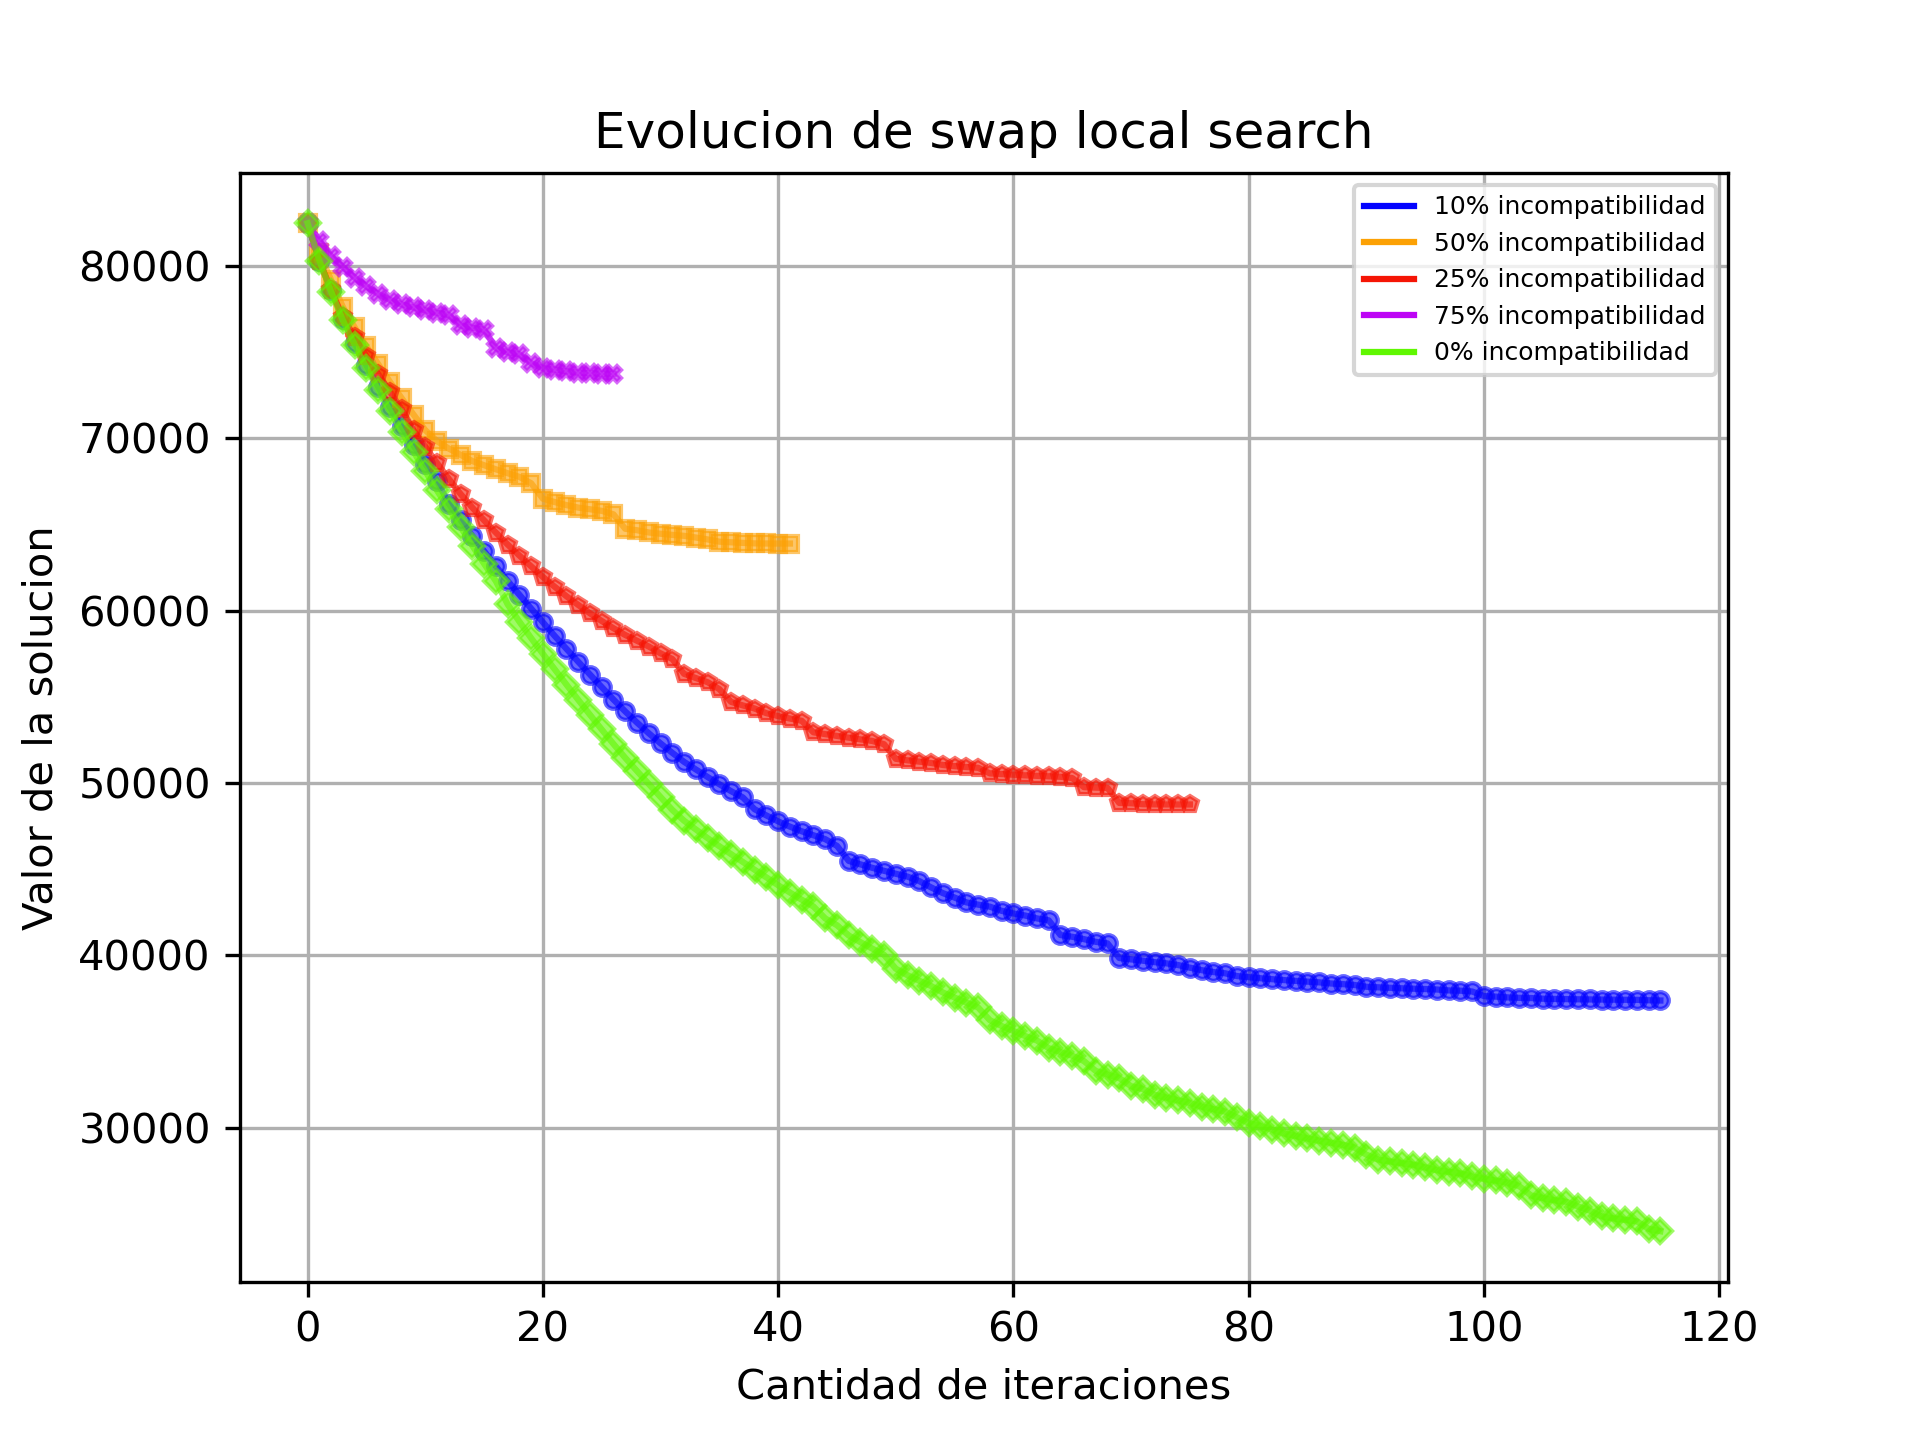 Evolucion de swap local search
10% incompatibilidad
50% incompatibilidad
25% incompatibilidad
75% incompatibilidad
0% incompatibilidad
Valor de la solucion
80000
70000
60000
50000
40000
30000
0 20 40 60 80 100 120
Cantidad de iteraciones